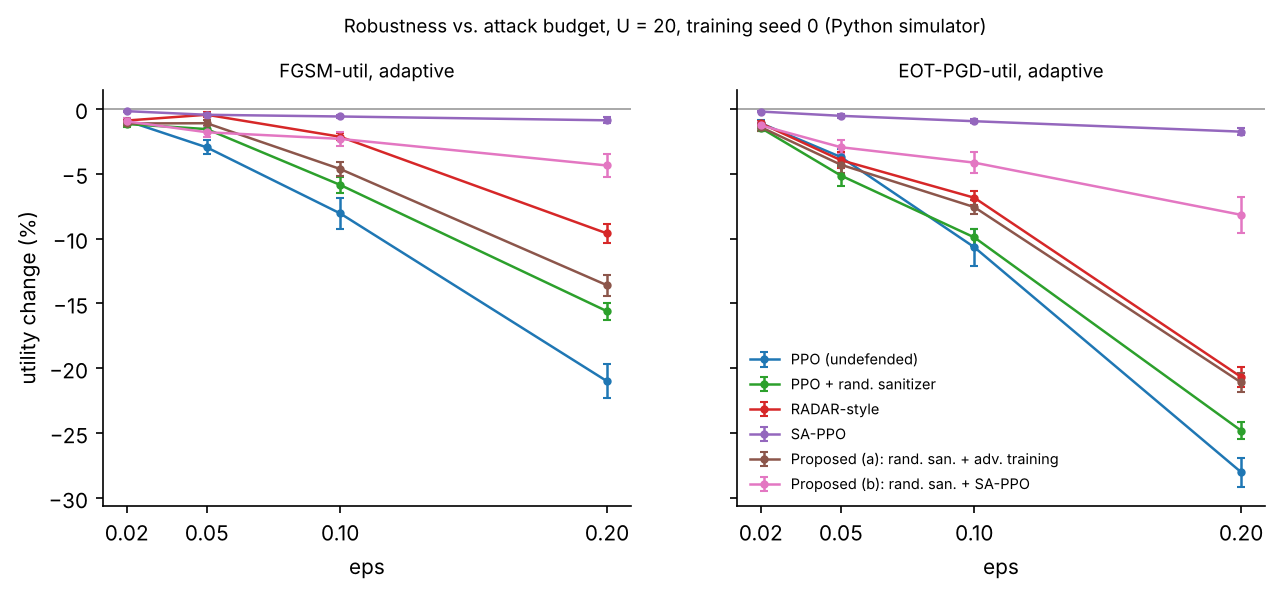 Robustness vs. attack budget, U = 20, training seed 0 (Python simulator)
FGSM-util, adaptive
EOT-PGD-util, adaptive
utility change (%)
0
−5
−10
−15
−20
−25
−30
0.02 0.05 0.10 0.20
eps
PPO (undefended)
PPO + rand. sanitizer
RADAR-style
SA-PPO
Proposed (a): rand. san. + adv. training
Proposed (b): rand. san. + SA-PPO
0.02 0.05 0.10 0.20
eps